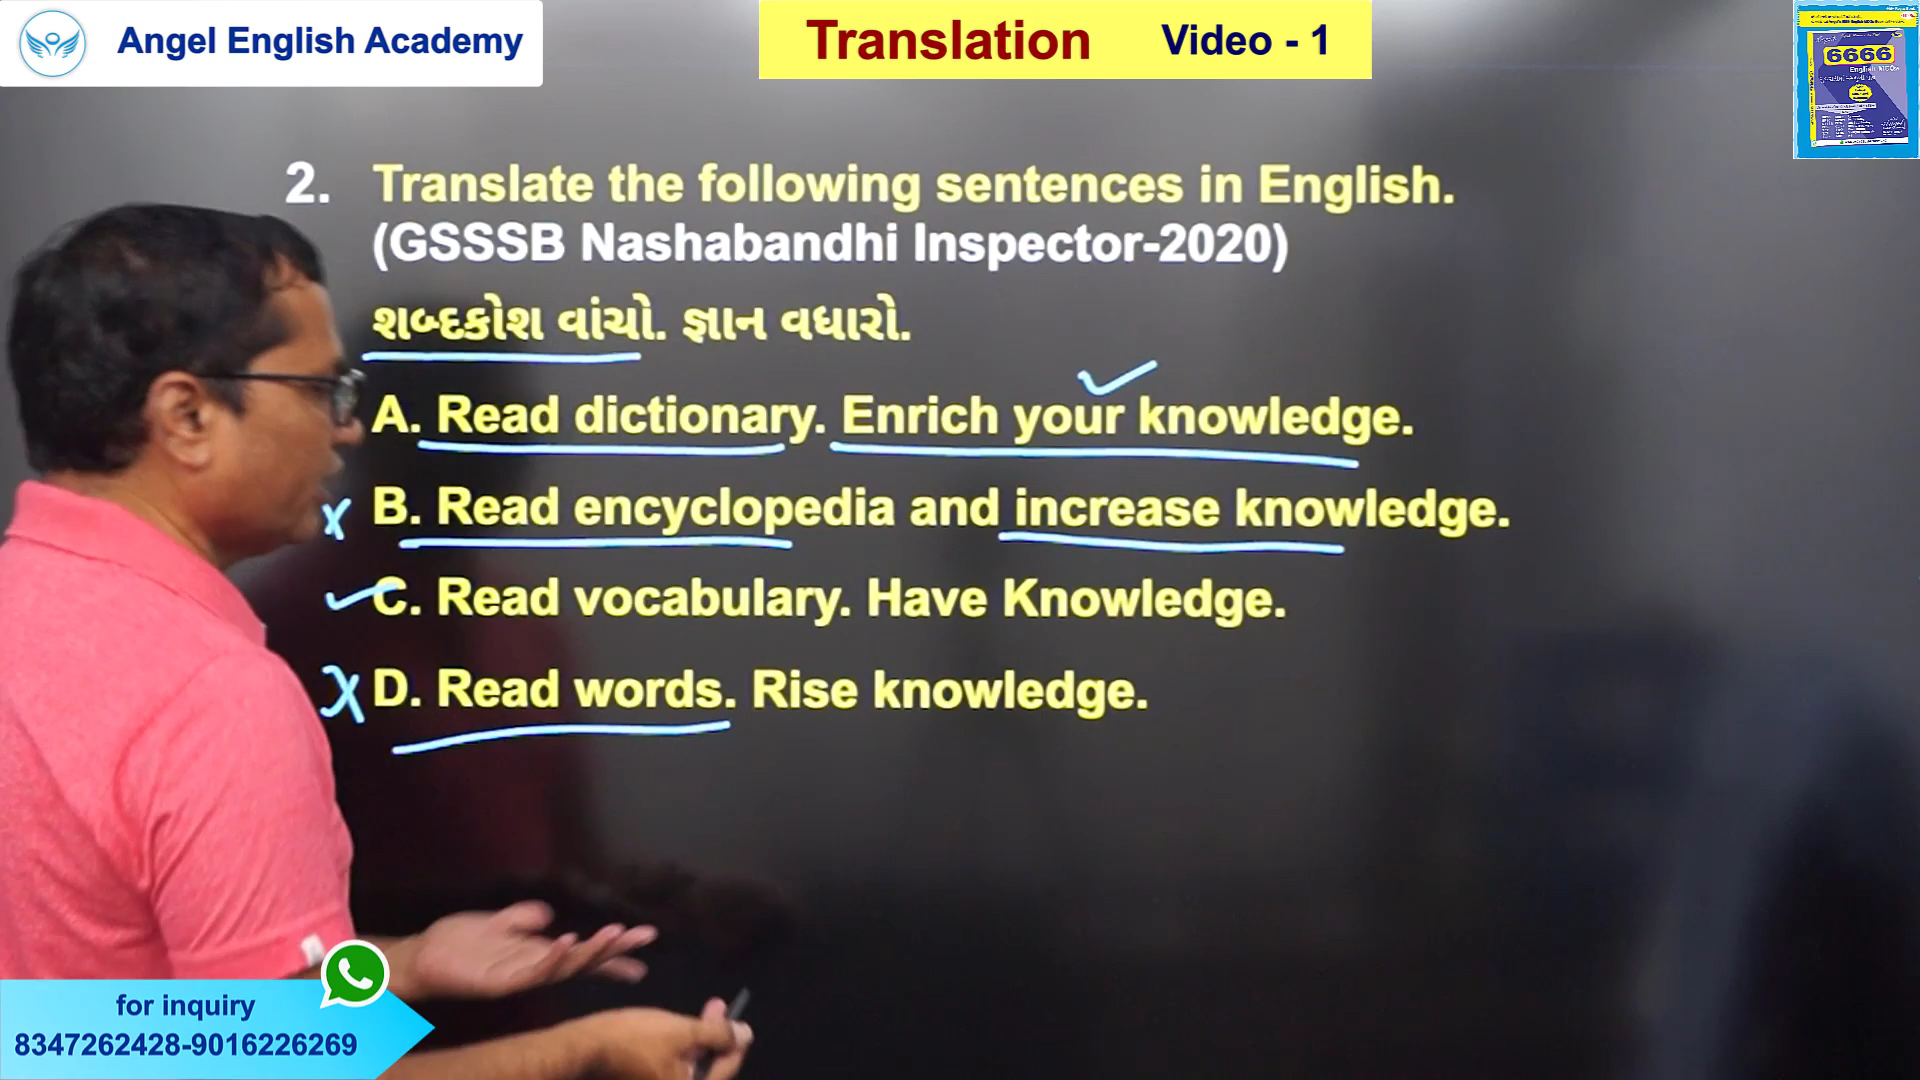 Angel English Academy
Translation Video - 1
6666
2. Translate the following sentences in English.
(GSSSB Nashabandhi Inspector-2020)
શબ્દકોશ વાંચો. જ્ઞાન વધારો.
A. Read dictionary. Enrich your knowledge.
B. Read encyclopedia and increase knowledge.
C. Read vocabulary. Have Knowledge.
D. Read words. Rise knowledge.
for inquiry
8347262428-9016226269